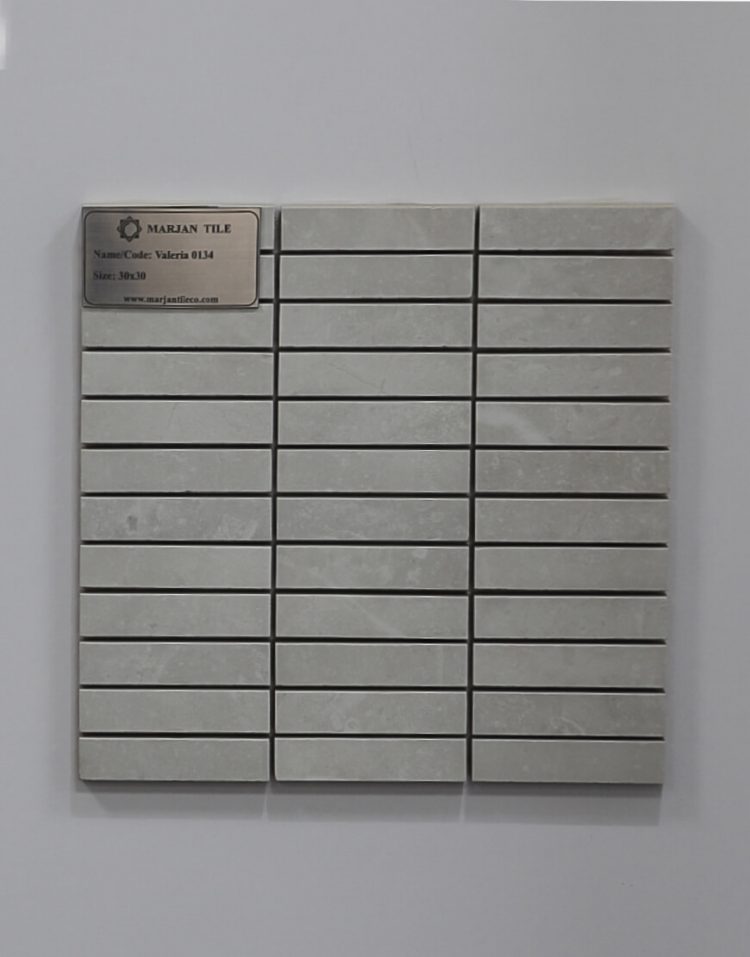 MARJAN TILE
Name/Code: Valeria 0134
Size: 30x30
www.marjantileco.com